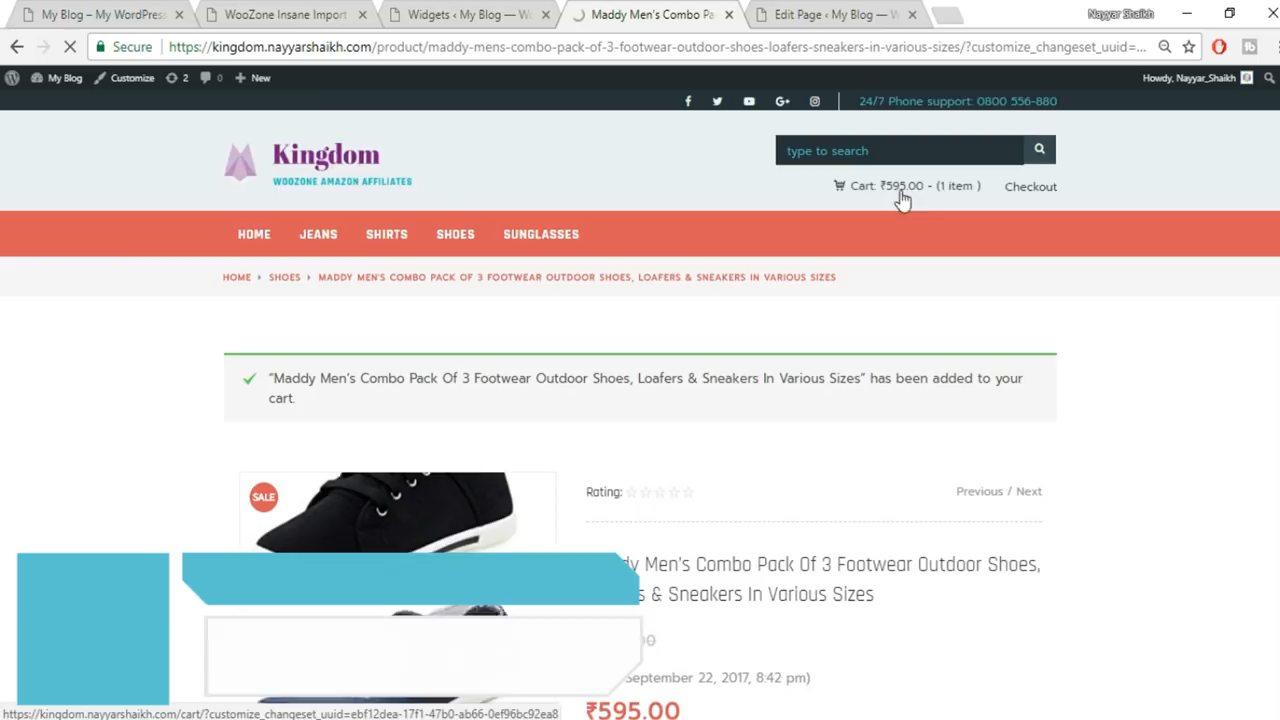 My Blog – My WordPress
WooZone Insane Import
Widgets ‹ My Blog — Wo
Maddy Men's Combo Pa
Edit Page ‹ My Blog — W
Nayyar Shaikh
Secure
https://kingdom.nayyarshaikh.com/product/maddy-mens-combo-pack-of-3-footwear-outdoor-shoes-loafers-sneakers-in-various-sizes/?customize_changeset_uuid=...
My Blog
Customize
2
0
New
Howdy, Nayyar_Shaikh
24/7 Phone support: 0800 556-880
Kingdom
WOOZONE AMAZON AFFILIATES
type to search
Cart: ₹595.00 - (1 item )
Checkout
HOME JEANS SHIRTS SHOES SUNGLASSES
HOME SHOES MADDY MEN'S COMBO PACK OF 3 FOOTWEAR OUTDOOR SHOES, LOAFERS & SNEAKERS IN VARIOUS SIZES
“Maddy Men’s Combo Pack Of 3 Footwear Outdoor Shoes, Loafers & Sneakers In Various Sizes” has been added to your
cart.
SALE
Rating:
Previous / Next
dy Men's Combo Pack Of 3 Footwear Outdoor Shoes,
s & Sneakers In Various Sizes
September 22, 2017, 8:42 pm)
₹595.00
https://kingdom.nayyarshaikh.com/cart/?customize_changeset_uuid=ebf12dea-17f1-47b0-ab66-0ef96bc92ea8